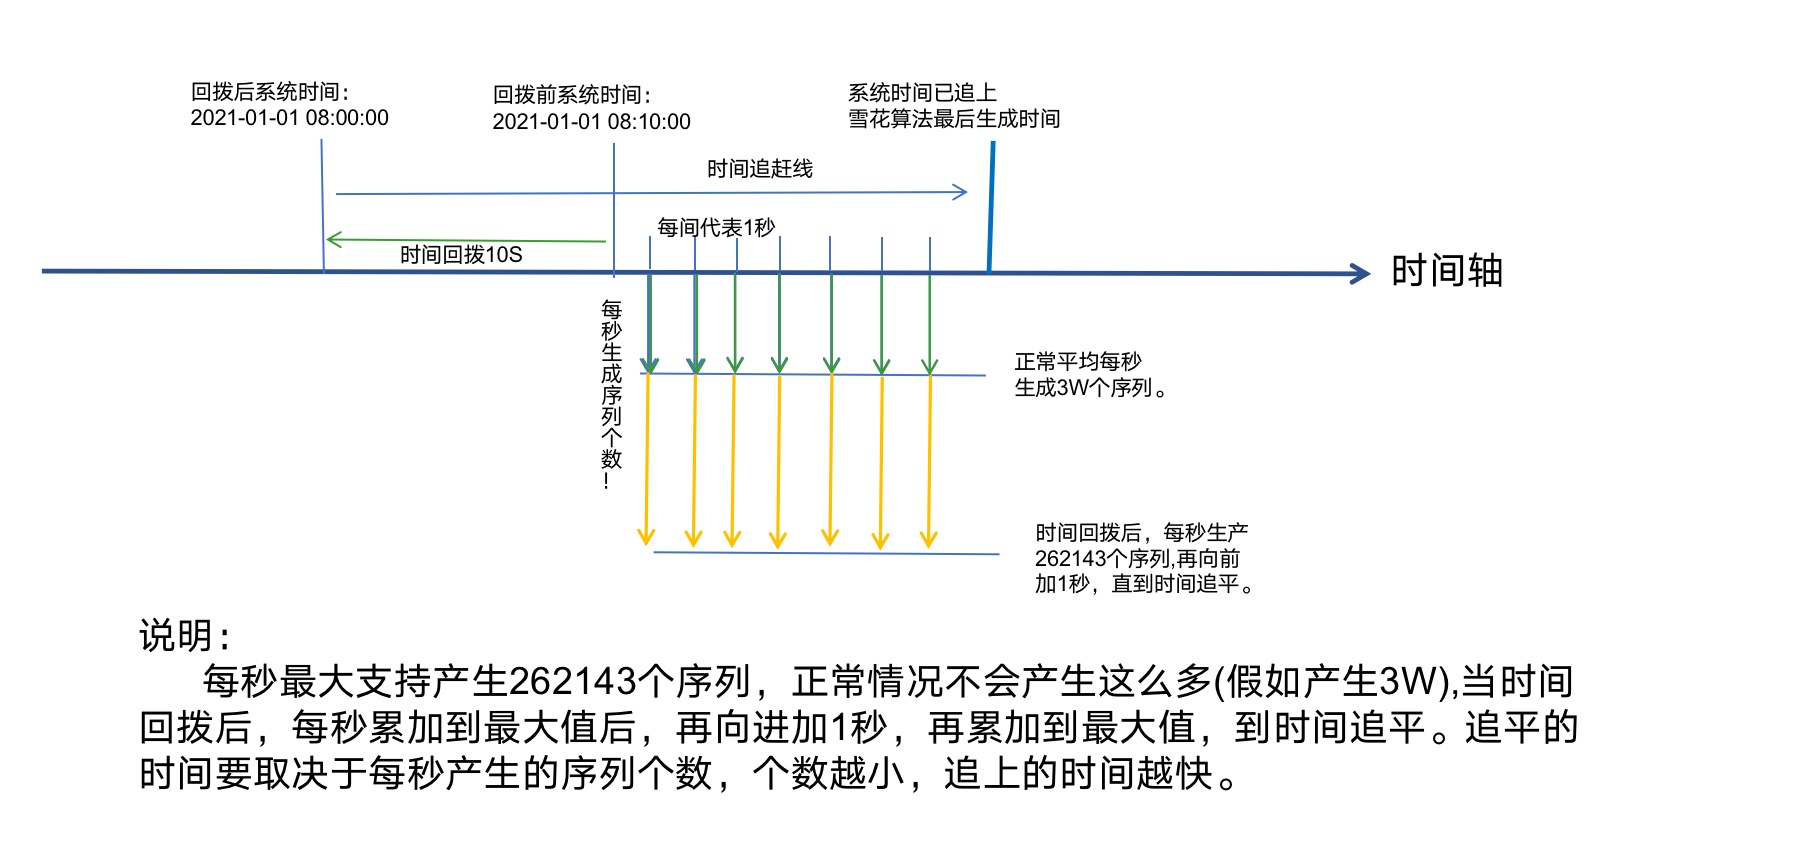 回拨后系统时间：
2021-01-01 08:00:00
回拨前系统时间：
2021-01-01 08:10:00
系统时间已追上
雪花算法最后生成时间
时间追赶线
每间代表1秒
时间回拨10S
时间轴
每秒生成序列个数！
正常平均每秒
生成3W个序列。
时间回拨后，每秒生产
262143个序列,再向前
加1秒，直到时间追平。
说明：
每秒最大支持产生262143个序列，正常情况不会产生这么多(假如产生3W),当时间
回拨后，每秒累加到最大值后，再向进加1秒，再累加到最大值，到时间追平。追平的
时间要取决于每秒产生的序列个数，个数越小，追上的时间越快。